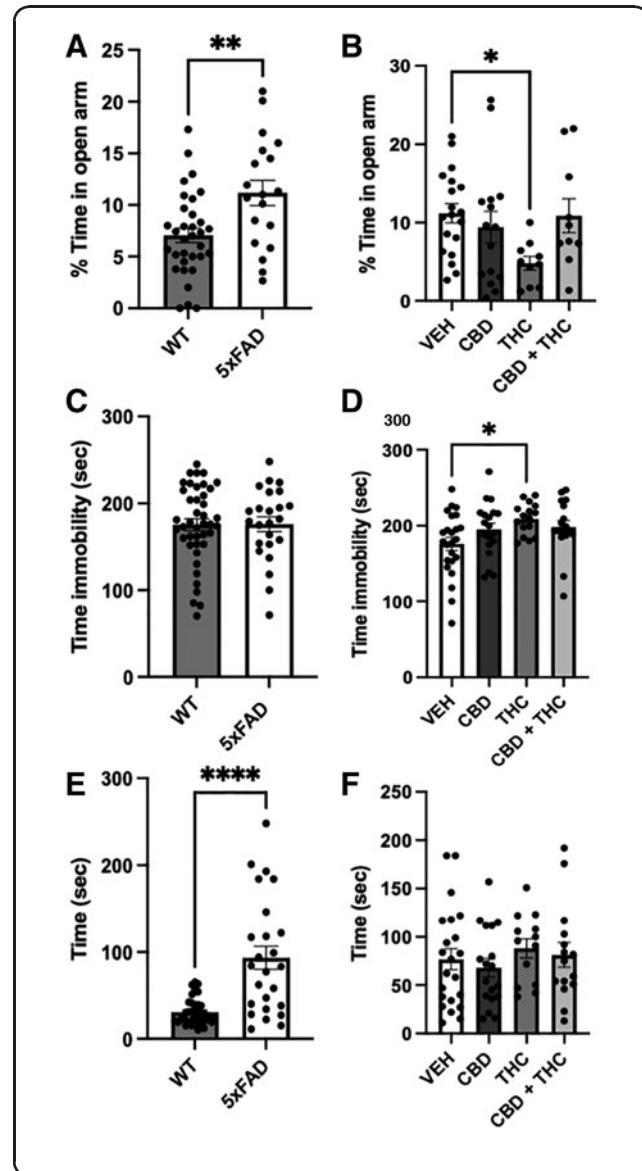 A
**
% Time in open arm
25
20
15
10
5
0
WT
5xFAD
B
*
% Time in open arm
30
20
10
0
VEH
CBD
THC
CBD + THC
C
Time immobility (sec)
300
200
100
0
WT
5xFAD
D
300
*
Time immobility (sec)
300
200
100
0
VEH
CBD
THC
CBD + THC
E
****
Time (sec)
300
200
100
0
WT
5xFAD
F
Time (sec)
250
200
150
100
50
0
VEH
CBD
THC
CBD + THC